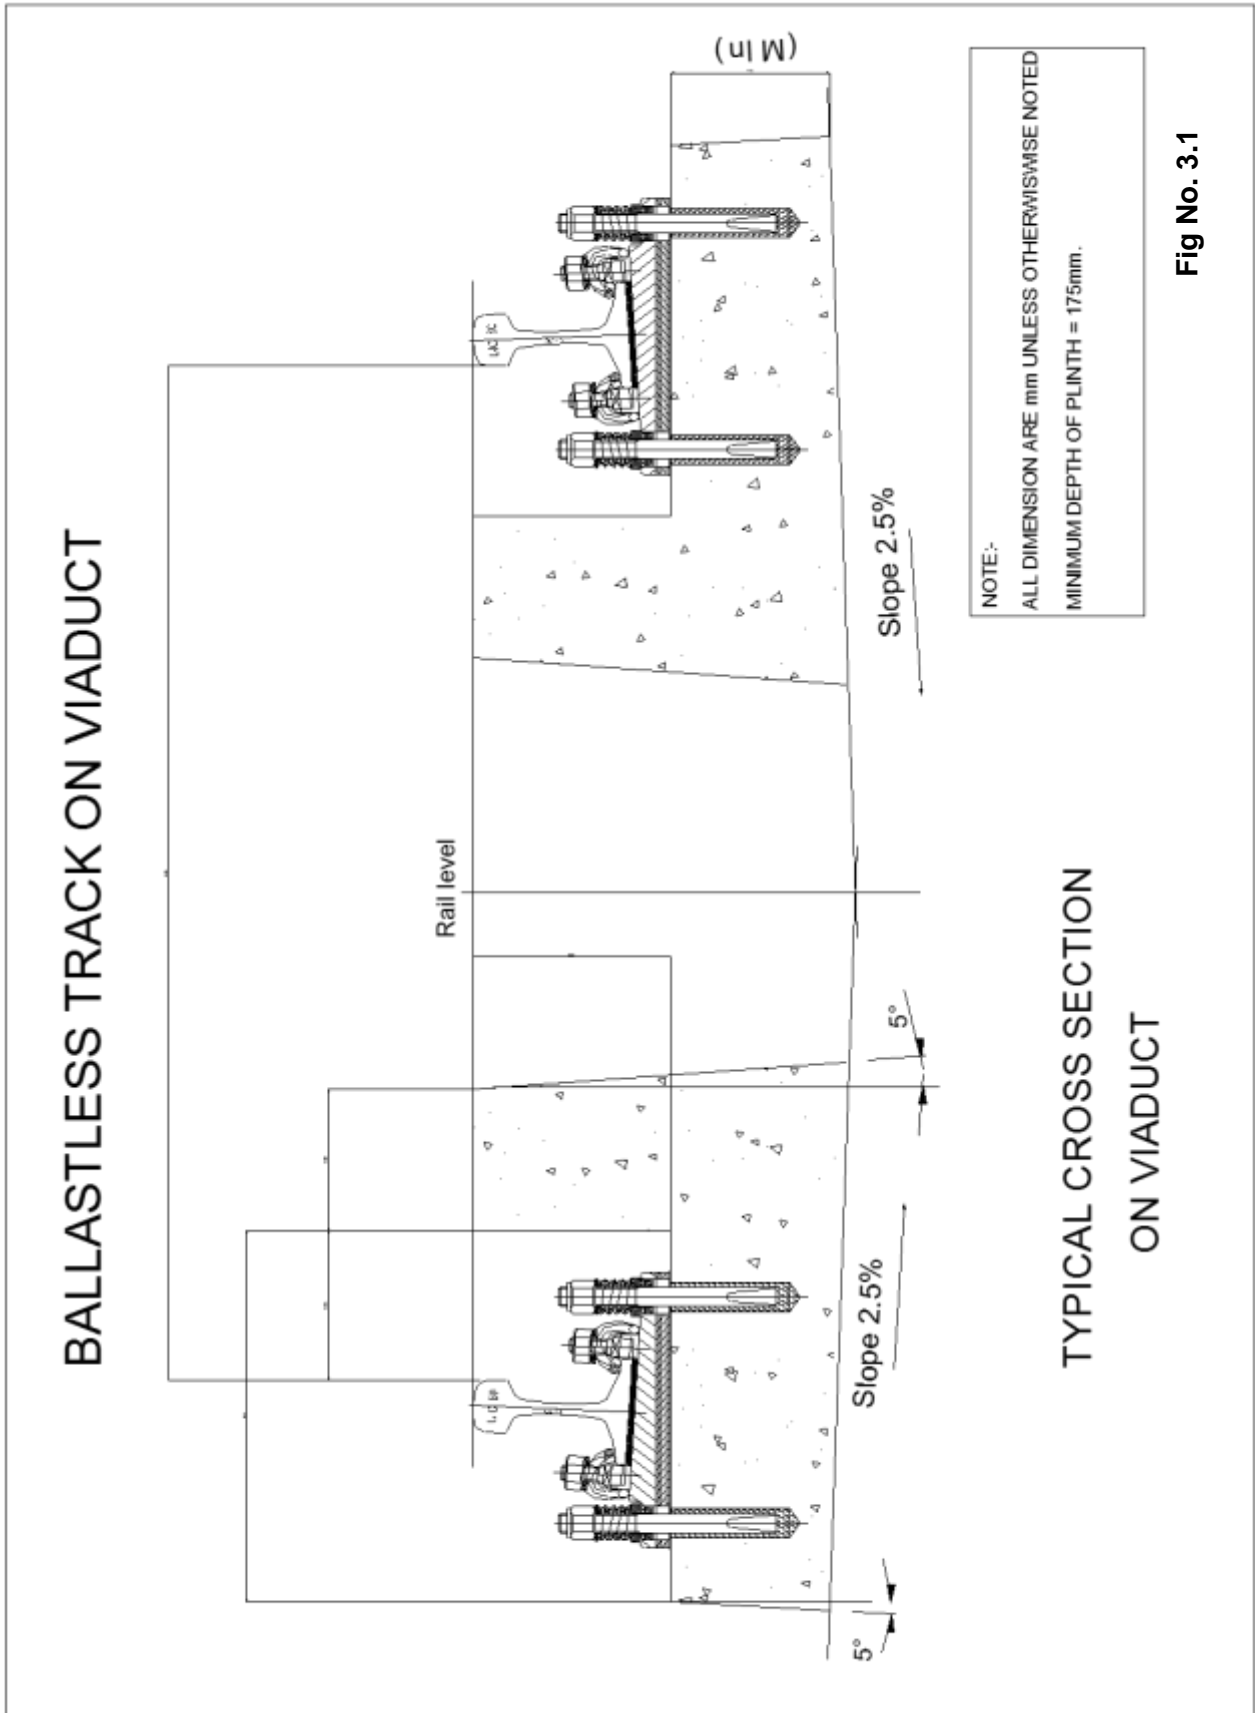 BALLASTLESS TRACK ON VIADUCT
(MIn)
Rail level
Slope 2.5%
Slope 2.5%
5°
5°
NOTE:-
ALL DIMENSION ARE mm UNLESS OTHERWISWISE NOTED
MINIMUM DEPTH OF PLINTH = 175mm.
TYPICAL CROSS SECTION
ON VIADUCT
Fig No. 3.1